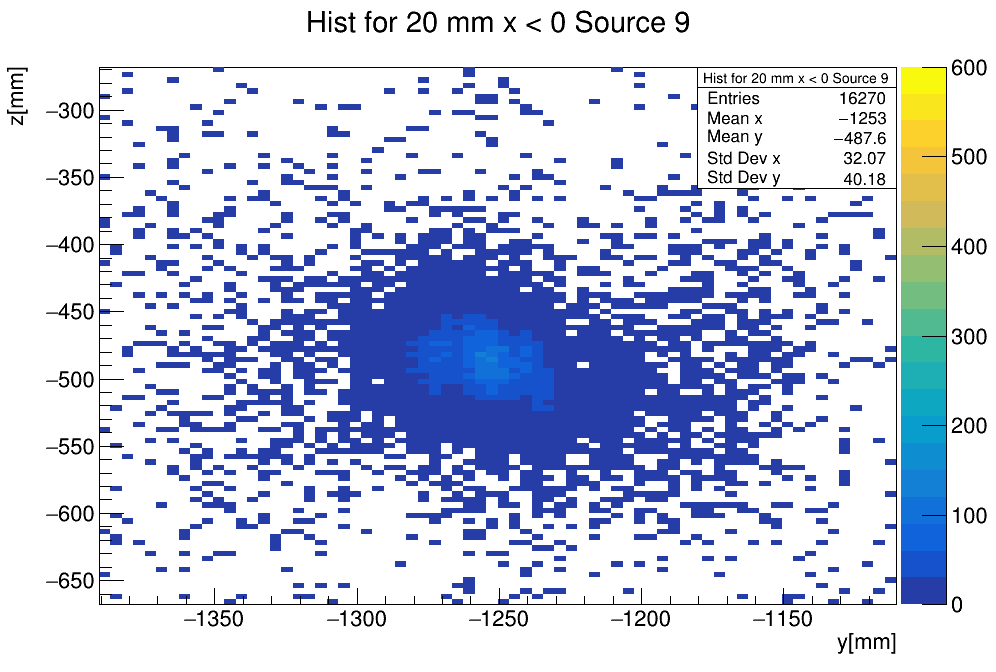 Hist for 20 mm x < 0 Source 9
z[mm]
Hist for 20 mm x < 0 Source 9
Entries 16270
Mean x −1253
Mean y −487.6
Std Dev x 32.07
Std Dev y 40.18
−300
−350
−400
−450
−500
−550
−600
−650
−1350 −1300 −1250 −1200 −1150
y[mm]
600
500
400
300
200
100
0